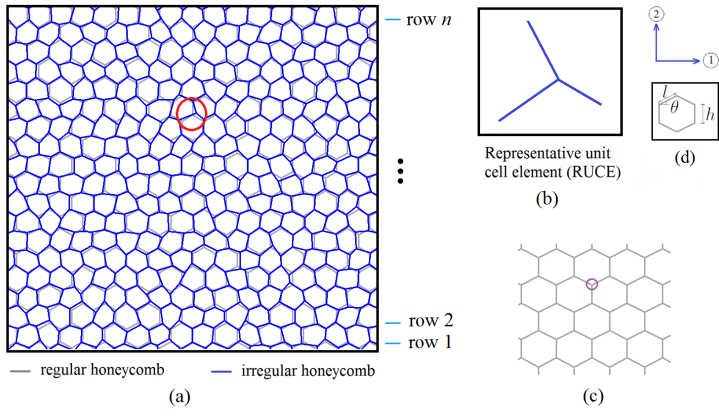 row n
2
1
l
θ
h
(d)
Representative unit
cell element (RUCE)
(b)
row 2
row 1
regular honeycomb
irregular honeycomb
(a)
(c)